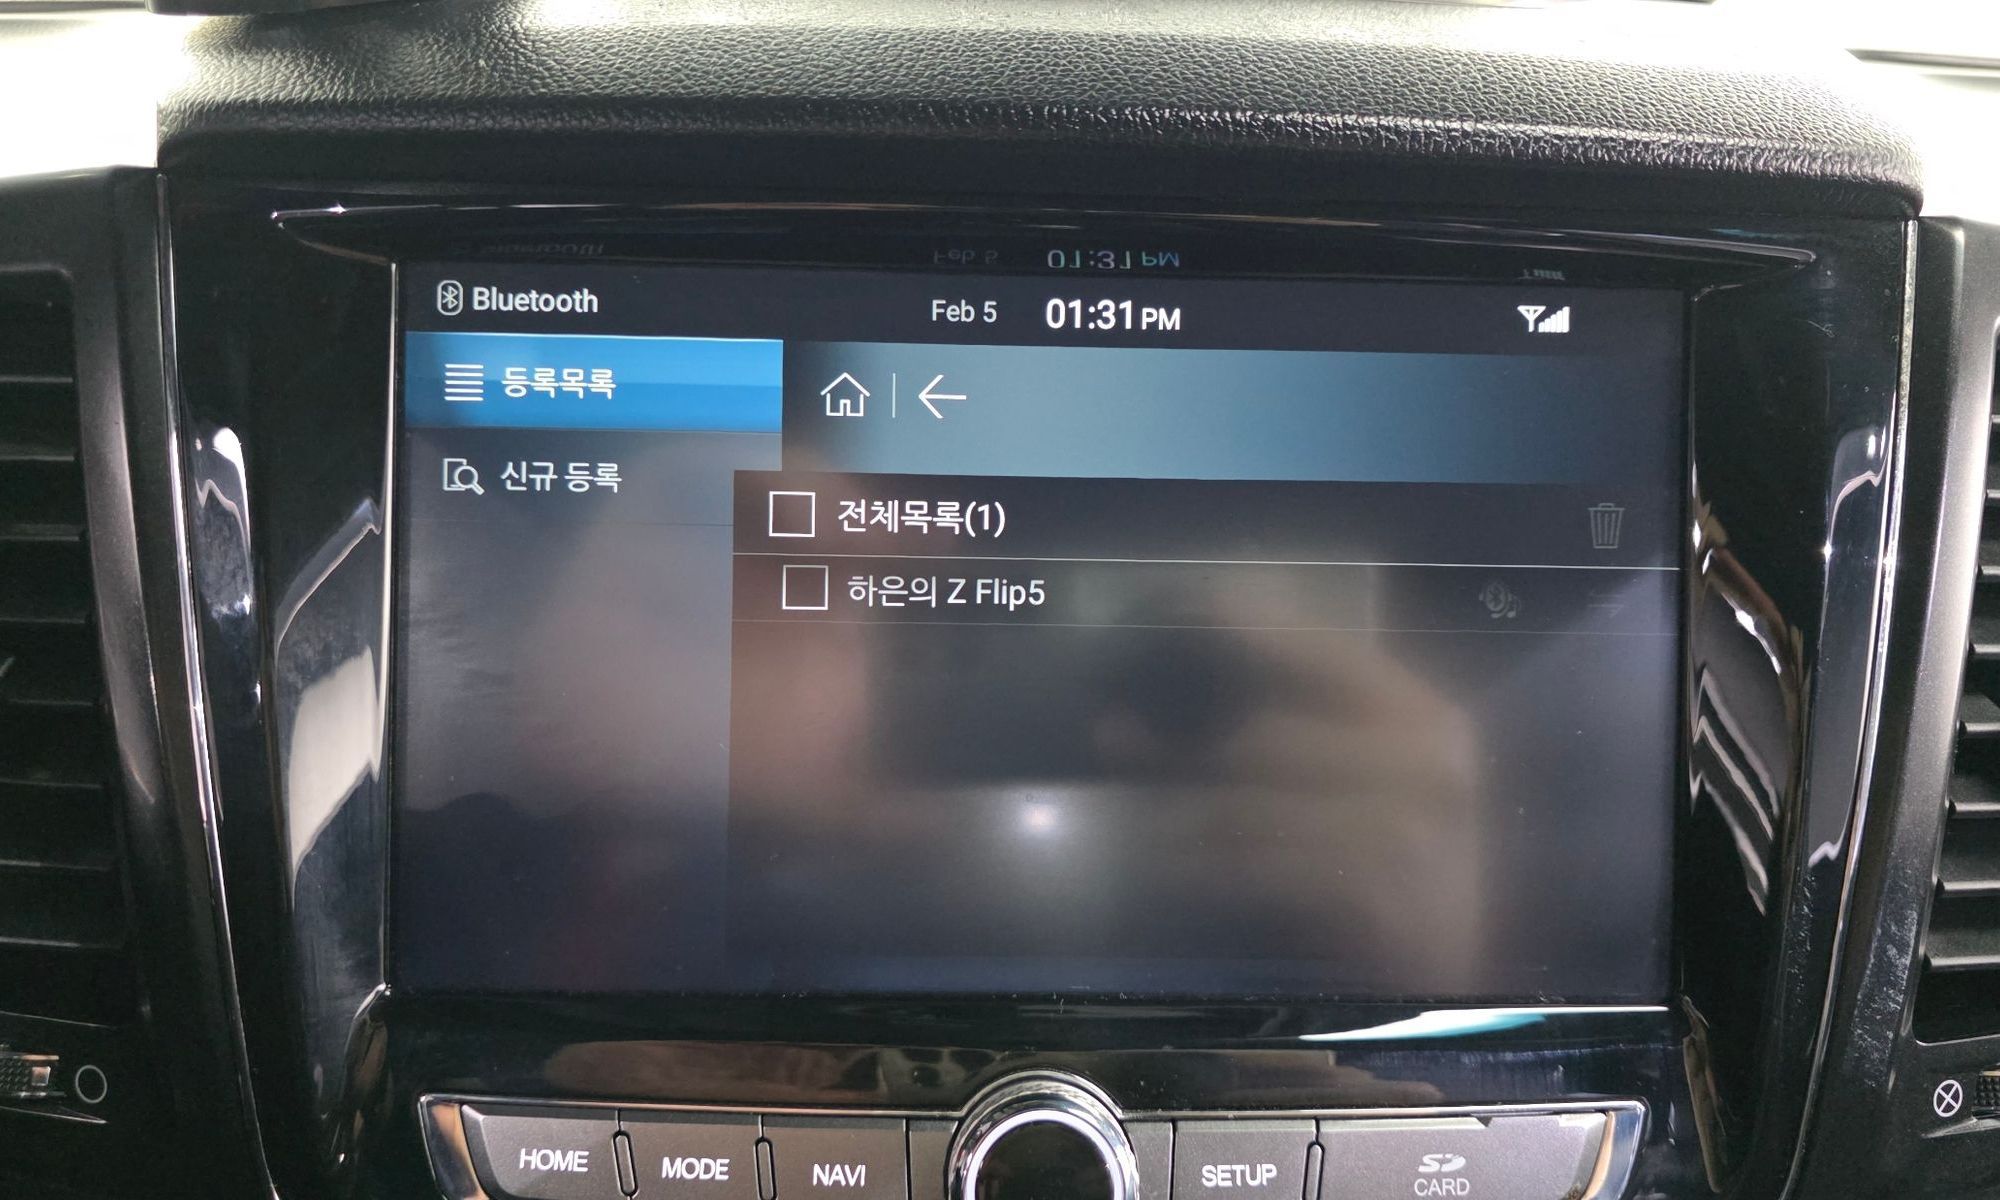 Bluetooth
Feb 5 01:31 PM
등록목록
신규 등록
전체목록(1)
하은의 Z Flip5
HOME
MODE
NAVI
SETUP
SD
CARD